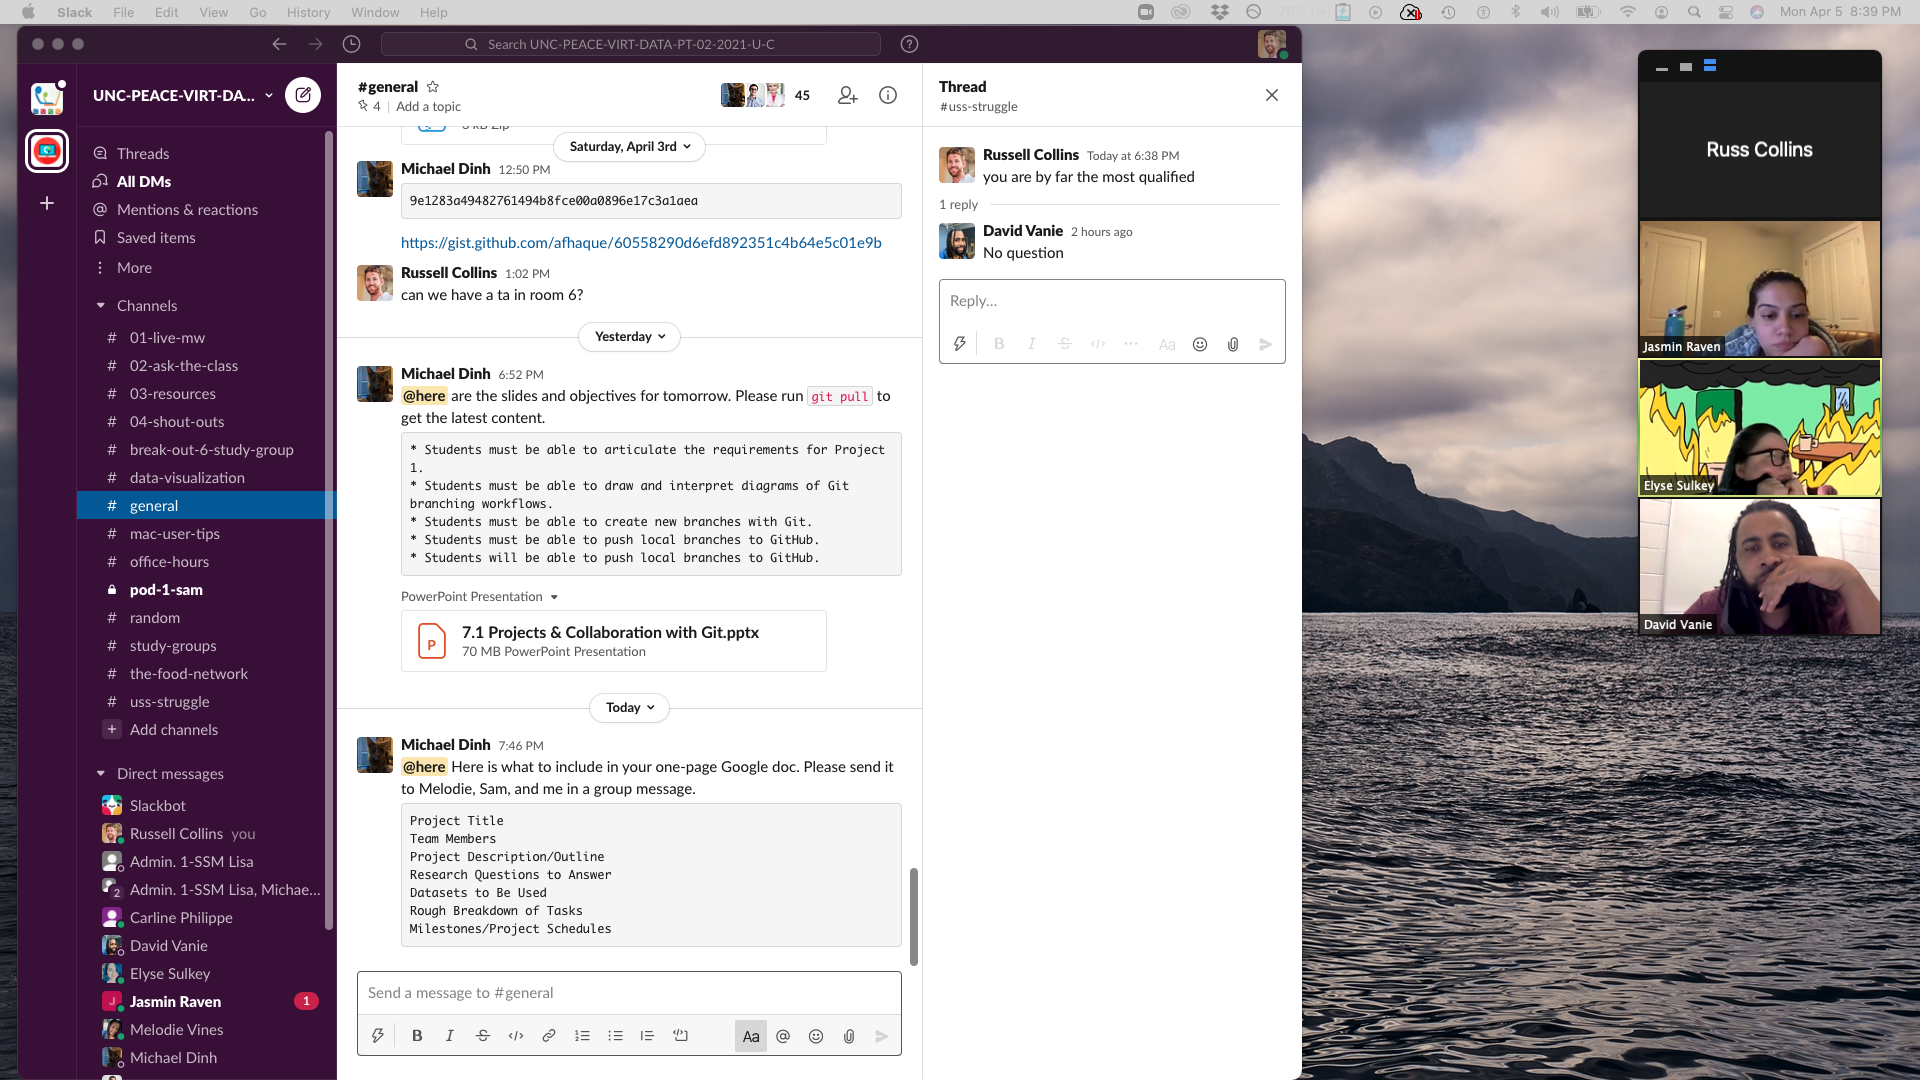 Slack File Edit View Go History Window Help
Mon Apr 5 8:39 PM
Search UNC-PEACE-VIRT-DATA-PT-02-2021-U-C
UNC-PEACE-VIRT-DA...
Threads
All DMs
Mentions & reactions
Saved items
More
Channels
# 01-live-mw
# 02-ask-the-class
# 03-resources
# 04-shout-outs
# break-out-6-study-group
# data-visualization
# general
# mac-user-tips
# office-hours
pod-1-sam
# random
# study-groups
# the-food-network
# uss-struggle
+ Add channels
Direct messages
Slackbot
Russell Collins you
Admin. 1-SSM Lisa
2 Admin. 1-SSM Lisa, Michae...
Carline Philippe
David Vanie
Elyse Sulkey
J Jasmin Raven 1
Melodie Vines
Michael Dinh
#general
4 Add a topic
45
Saturday, April 3rd
Michael Dinh 12:50 PM
9e1283a49482761494b8fce00a0896e17c3a1aea
https://gist.github.com/afhaque/60558290d6efd892351c4b64e5c01e9b
Russell Collins 1:02 PM
can we have a ta in room 6?
Yesterday
Michael Dinh 6:52 PM
@here are the slides and objectives for tomorrow. Please run git pull to
get the latest content.
* Students must be able to articulate the requirements for Project
1.
* Students must be able to draw and interpret diagrams of Git
branching workflows.
* Students must be able to create new branches with Git.
* Students must be able to push local branches to GitHub.
* Students will be able to push local branches to GitHub.
PowerPoint Presentation
P 7.1 Projects & Collaboration with Git.pptx
70 MB PowerPoint Presentation
Today
Michael Dinh 7:46 PM
@here Here is what to include in your one-page Google doc. Please send it
to Melodie, Sam, and me in a group message.
Project Title
Team Members
Project Description/Outline
Research Questions to Answer
Datasets to Be Used
Rough Breakdown of Tasks
Milestones/Project Schedules
Send a message to #general
B I S </> Aa @
Thread
#uss-struggle
Russell Collins Today at 6:38 PM
you are by far the most qualified
1 reply
David Vanie 2 hours ago
No question
Reply...
B I S </> ... Aa
Russ Collins
Jasmin Raven
Elyse Sulkey
David Vanie